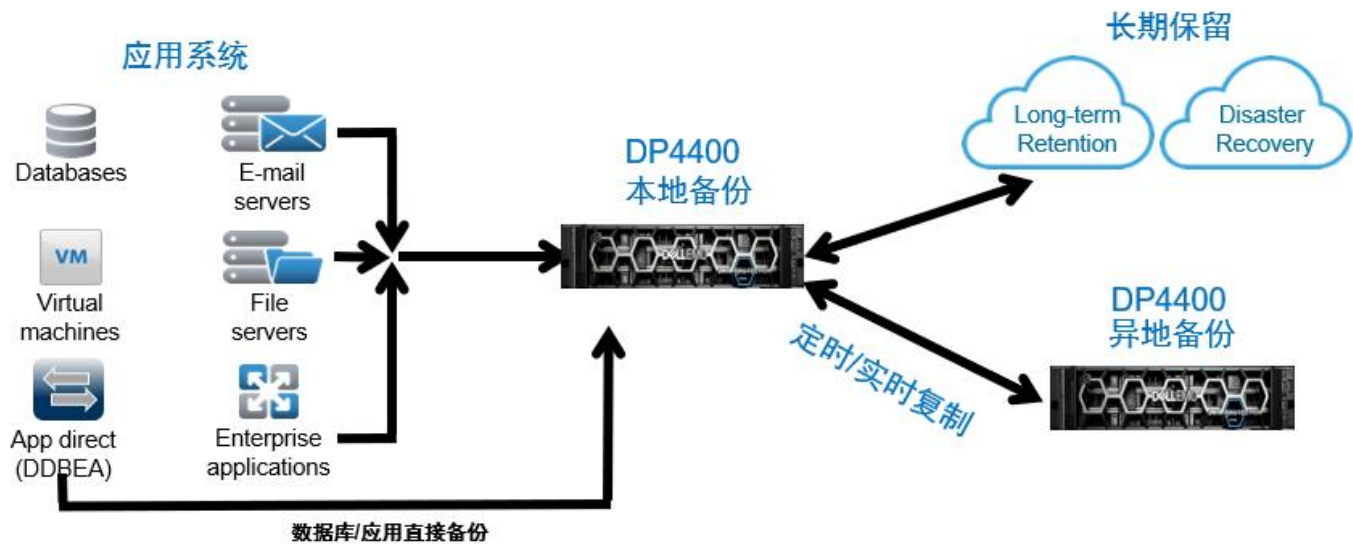 应用系统
Databases
E-mail
servers
VM
Virtual
machines
File
servers
App direct
(DDBEA)
Enterprise
applications
数据库/应用直接备份
DP4400
本地备份
长期保留
Long-term
Retention
Disaster
Recovery
定时/实时复制
DP4400
异地备份